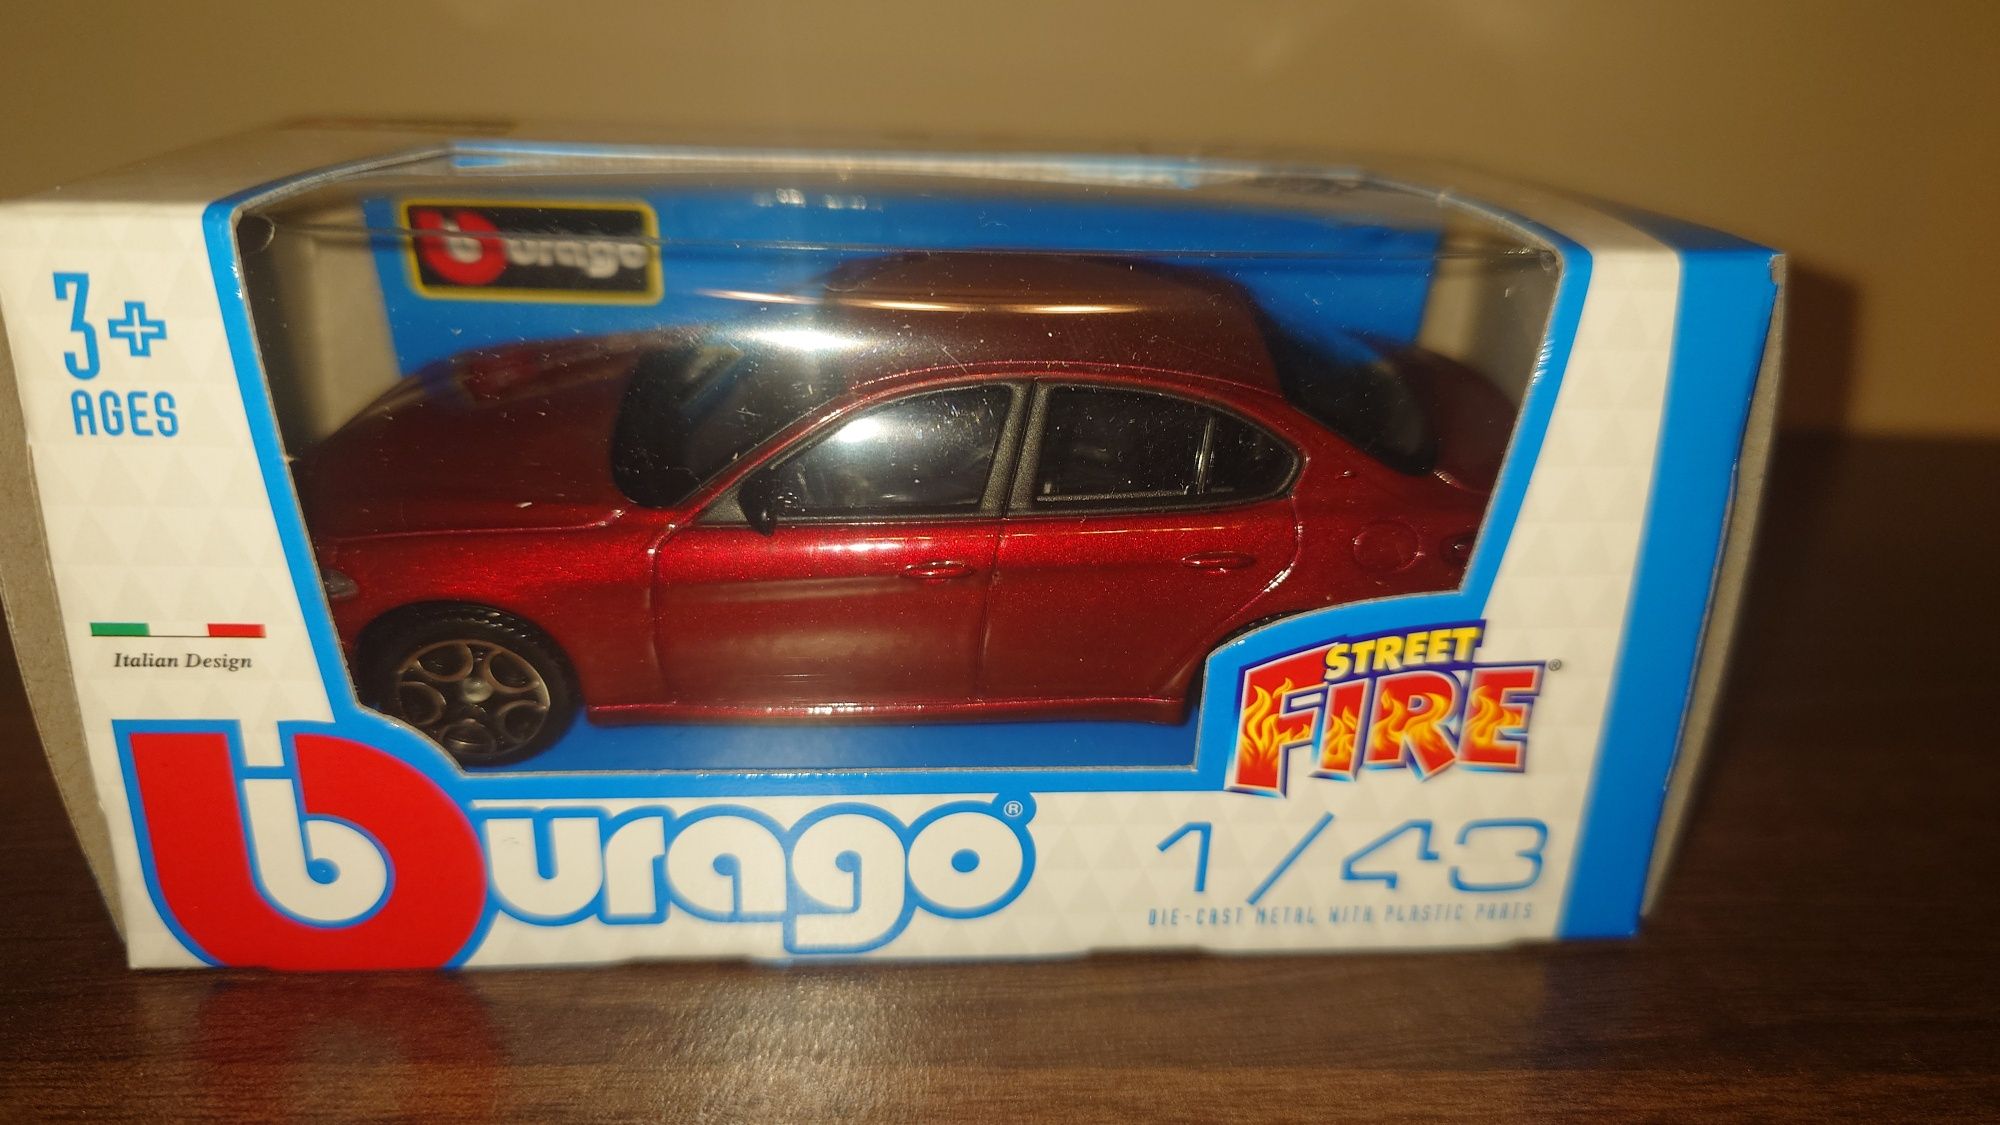 burago
3+
AGES
Italian Design
STREET
FIRE®
burago®
1/43
DIE-CAST METAL WITH PLASTIC PARTS